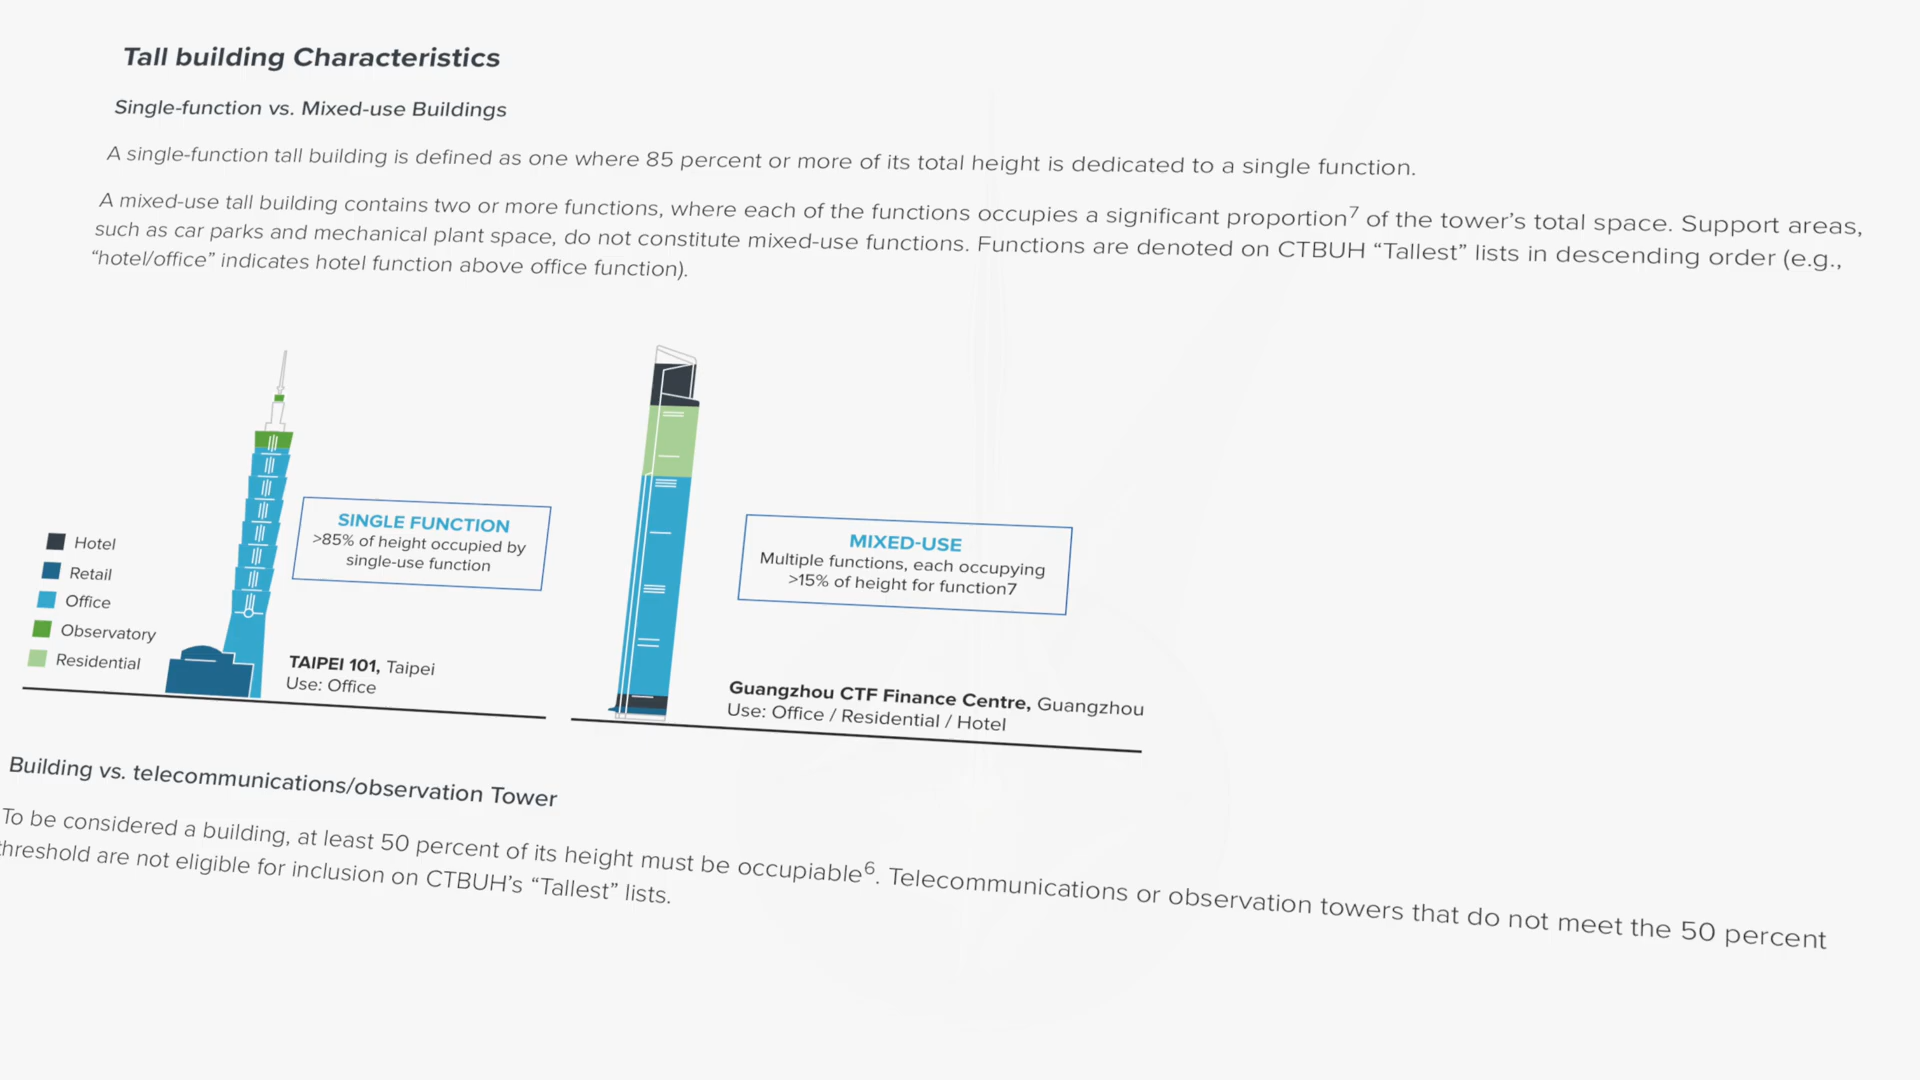 Tall building Characteristics
Single-function vs. Mixed-use Buildings
A single-function tall building is defined as one where 85 percent or more of its total height is dedicated to a single function.
A mixed-use tall building contains two or more functions, where each of the functions occupies a significant proportion7 of the tower's total space. Support areas,
such as car parks and mechanical plant space, do not constitute mixed-use functions. Functions are denoted on CTBUH “Tallest” lists in descending order (e.g.,
“hotel/office” indicates hotel function above office function).
SINGLE FUNCTION
>85% of height occupied by
single-use function
MIXED-USE
Multiple functions, each occupying
>15% of height for function7
Hotel
Retail
Office
Observatory
Residential
TAIPEI 101, Taipei
Use: Office
Guangzhou CTF Finance Centre, Guangzhou
Use: Office / Residential / Hotel
Building vs. telecommunications/observation Tower
To be considered a building, at least 50 percent of its height must be occupiable6. Telecommunications or observation towers that do not meet the 50 percent
threshold are not eligible for inclusion on CTBUH's “Tallest” lists.